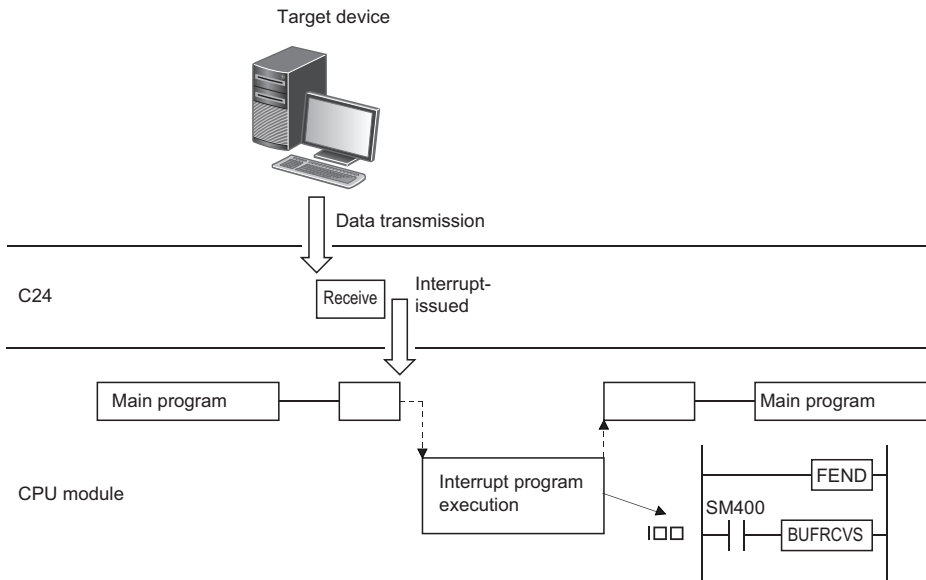 Target device
Data transmission
C24
Receive
Interrupt-
issued
Main program
Main program
CPU module
Interrupt program
execution
FEND
SM400
I□□
BUFRCVS